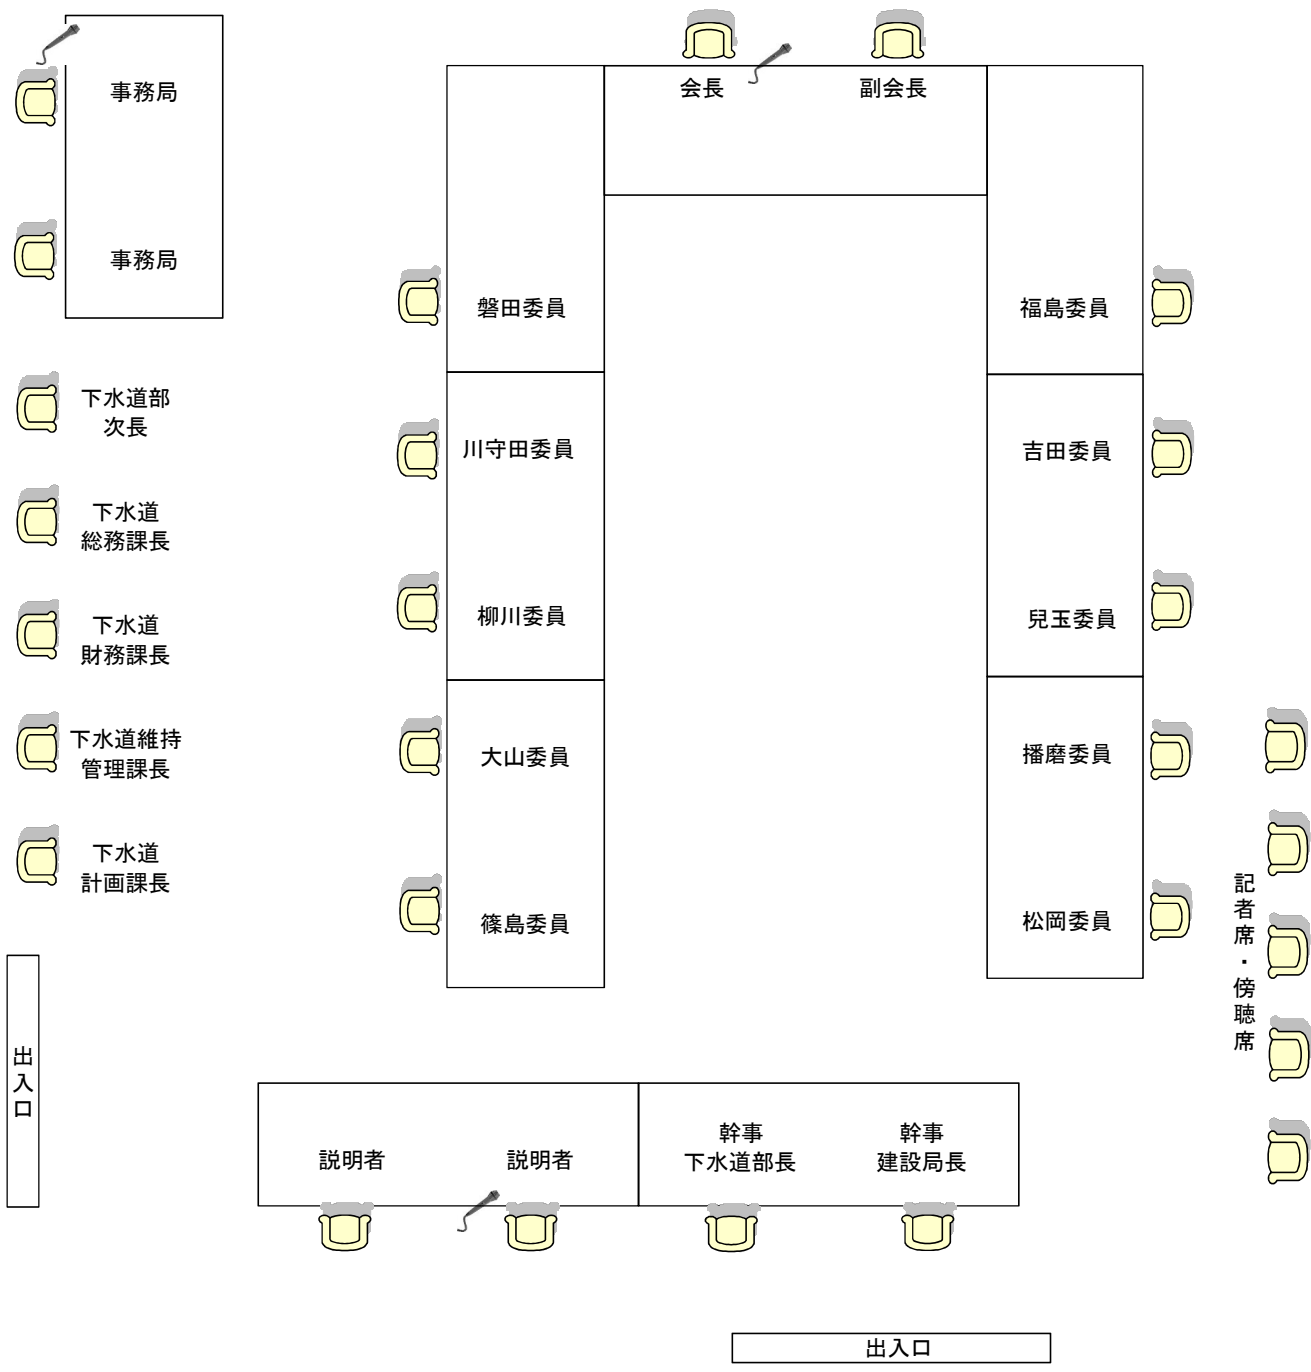 事務局
事務局
下水道部
次長
下水道
総務課長
下水道
財務課長
下水道維持
管理課長
下水道
計画課長
出入口
会長
副会長
磐田委員
川守田委員
柳川委員
大山委員
篠島委員
福島委員
吉田委員
兒玉委員
播磨委員
松岡委員
記者席・傍聴席
説明者
説明者
幹事
下水道部長
幹事
建設局長
出入口